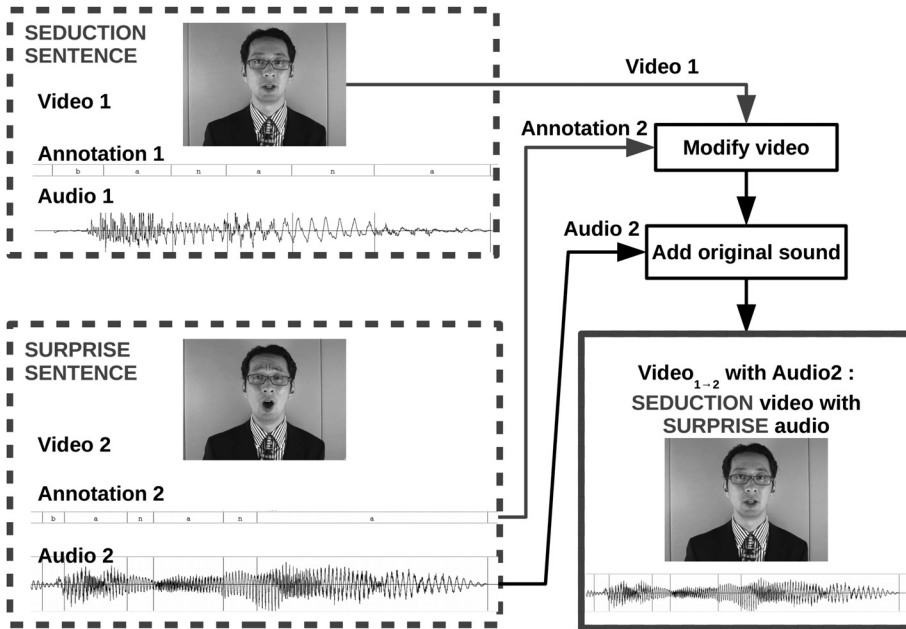 SEDUCTION
SENTENCE
Video 1
Annotation 1
b a n a n a
Audio 1
SURPRISE
SENTENCE
Video 2
Annotation 2
b a n a n a
Audio 2
Video 1
Annotation 2
Modify video
Audio 2
Add original sound
Video1→2 with Audio2 :
SEDUCTION video with
SURPRISE audio